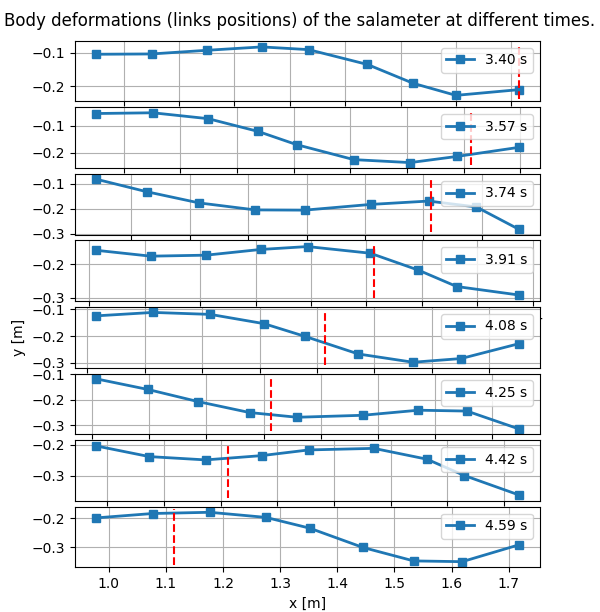 Body deformations (links positions) of the salameter at different times.
−0.1
−0.2
3.40 s
−0.1
−0.2
3.57 s
−0.1
−0.2
−0.3
3.74 s
−0.3
3.91 s
−0.1
−0.2
−0.3
4.08 s
−0.1
−0.2
−0.3
4.25 s
−0.2
−0.3
4.42 s
−0.2
−0.3
4.59 s
y [m]
1.0 1.1 1.2 1.3 1.4 1.5 1.6 1.7
x [m]